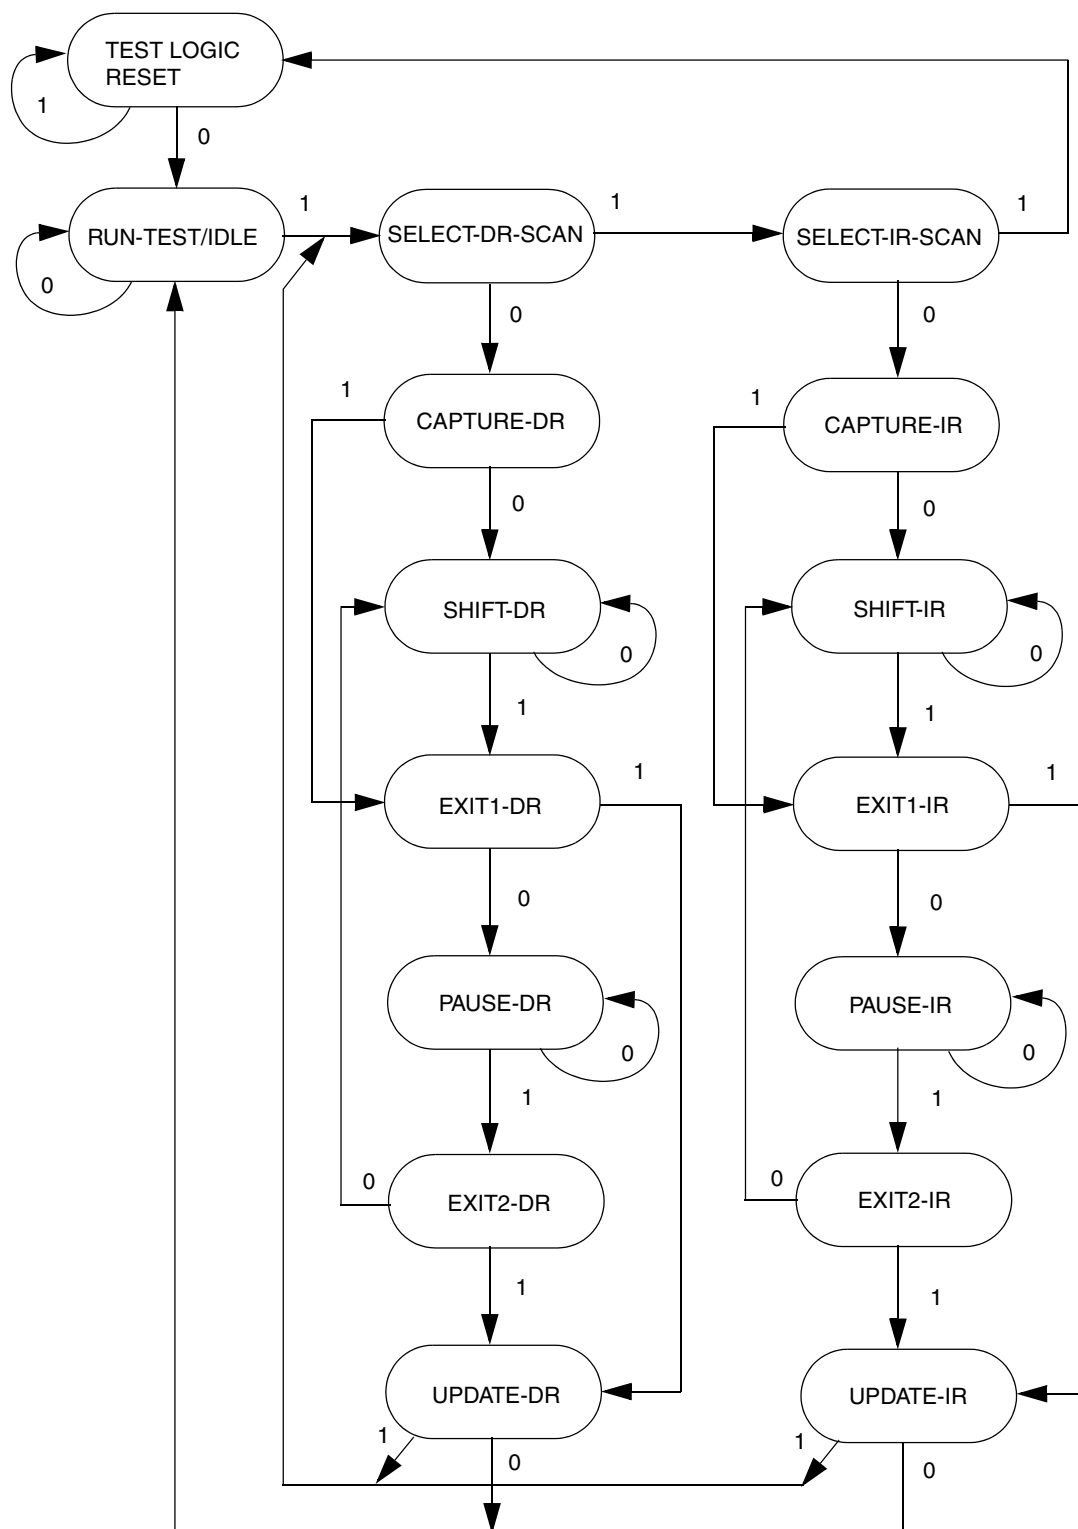 TEST LOGIC
RESET
1
0
RUN-TEST/IDLE
0
1
SELECT-DR-SCAN
1
SELECT-IR-SCAN
1
0
0
1
CAPTURE-DR
1
CAPTURE-IR
0
0
SHIFT-DR
0
SHIFT-IR
0
1
1
EXIT1-DR
1
EXIT1-IR
1
0
0
PAUSE-DR
0
PAUSE-IR
0
1
1
0
EXIT2-DR
0
EXIT2-IR
1
1
UPDATE-DR
UPDATE-IR
1
0
1
0